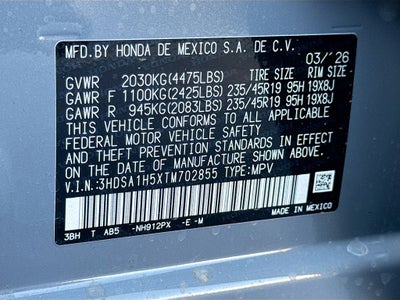 MFD.BY HONDA DE MEXICO S.A. DE C.V.
03/'26
GVWR 2030KG(4475LBS) TIRE SIZE RIM SIZE
GAWR F 1100KG(2425LBS) 235/45R19 95H 19X8J
GAWR R 945KG(2083LBS) 235/45R19 95H 19X8J
THIS VEHICLE CONFORMS TO ALL APPLICABLE
FEDERAL MOTOR VEHICLE SAFETY
AND THEFT PREVENTION STANDARDS IN EFFECT
ON THE DATE OF MANUFACTURE SHOWN ABOVE.
V.I.N.:3HDSA1H5XTM702855 TYPE:MPV
3BH T AB5 -NH912PX -E -M MADE IN MEXICO